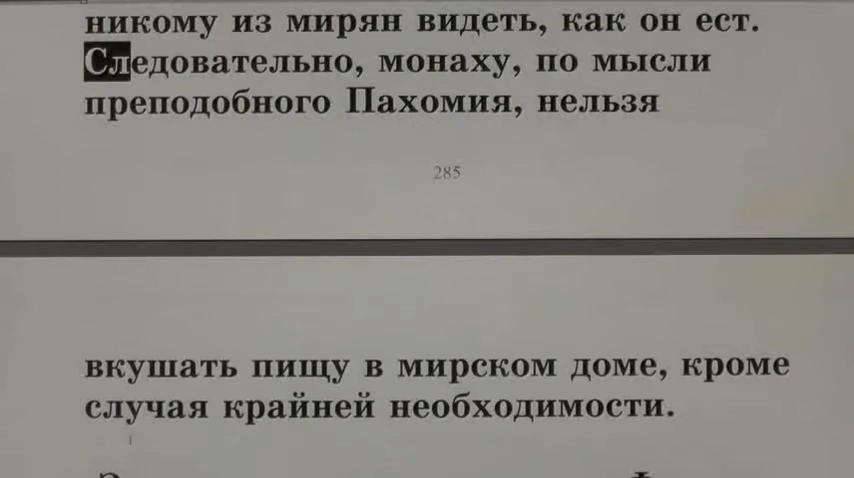 никому из мирян видеть, как он ест.
Следовательно, монаху, по мысли
преподобного Пахомия, нельзя
285
вкушать пищу в мирском доме, кроме
случая крайней необходимости.